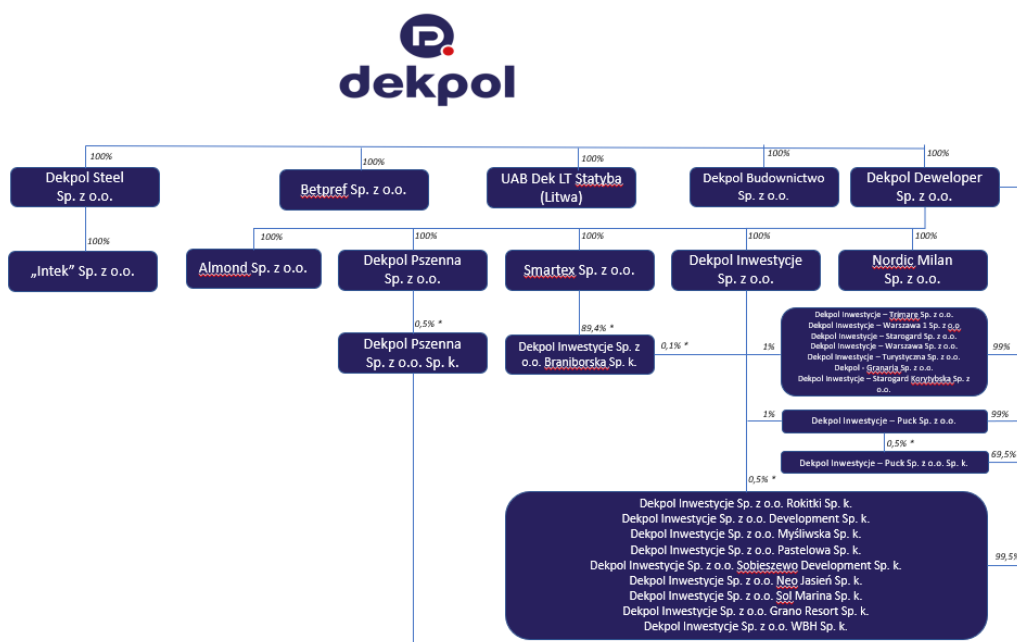 dekpol
100%
100%
100%
100%
100%
Dekpol Steel
Sp. z o.o.
Betpref Sp. z o.o.
UAB Dek LT Statyba
(Litwa)
Dekpol Budownictwo
Sp. z o.o.
Dekpol Deweloper
Sp. z o.o.
100%
100%
100%
100%
100%
100%
„Intek” Sp. z o.o.
Almond Sp. z o.o.
Dekpol Pszenna
Sp. z o.o.
Smartex Sp. z o.o.
Dekpol Inwestycje
Sp. z o.o.
Nordic Milan
Sp. z o.o.
0,5% *
89,4% *
Dekpol Pszenna
Sp. z o.o. Sp. k.
Dekpol Inwestycje Sp. z
o.o. Braniborska Sp. k.
0,1% *
1%
Dekpol Inwestycje – Trimare Sp. z o.o.
Dekpol Inwestycje – Warszawa 1 Sp. z o.o
Dekpol Inwestycje – Starogard Sp. z o.o.
Dekpol Inwestycje – Warszawa Sp. z o.o.
Dekpol Inwestycje – Turystyczna Sp. z o.o.
Dekpol - Granaria Sp. z o.o.
Dekpol Inwestycje – Starogard Korytybska Sp. z
o.o.
99%
1%
Dekpol Inwestycje – Puck Sp. z o.o.
99%
0,5% *
Dekpol Inwestycje – Puck Sp. z o.o. Sp. k.
69,5%
0,5% *
Dekpol Inwestycje Sp. z o.o. Rokitki Sp. k.
Dekpol Inwestycje Sp. z o.o. Development Sp. k.
Dekpol Inwestycje Sp. z o.o. Myśliwska Sp. k.
Dekpol Inwestycje Sp. z o.o. Pastelowa Sp. k.
Dekpol Inwestycje Sp. z o.o. Sobieszewo Development Sp. k.
Dekpol Inwestycje Sp. z o.o. Neo Jasień Sp. k.
Dekpol Inwestycje Sp. z o.o. Sol Marina Sp. k.
Dekpol Inwestycje Sp. z o.o. Grano Resort Sp. k.
Dekpol Inwestycje Sp. z o.o. WBH Sp. k.
99,5%